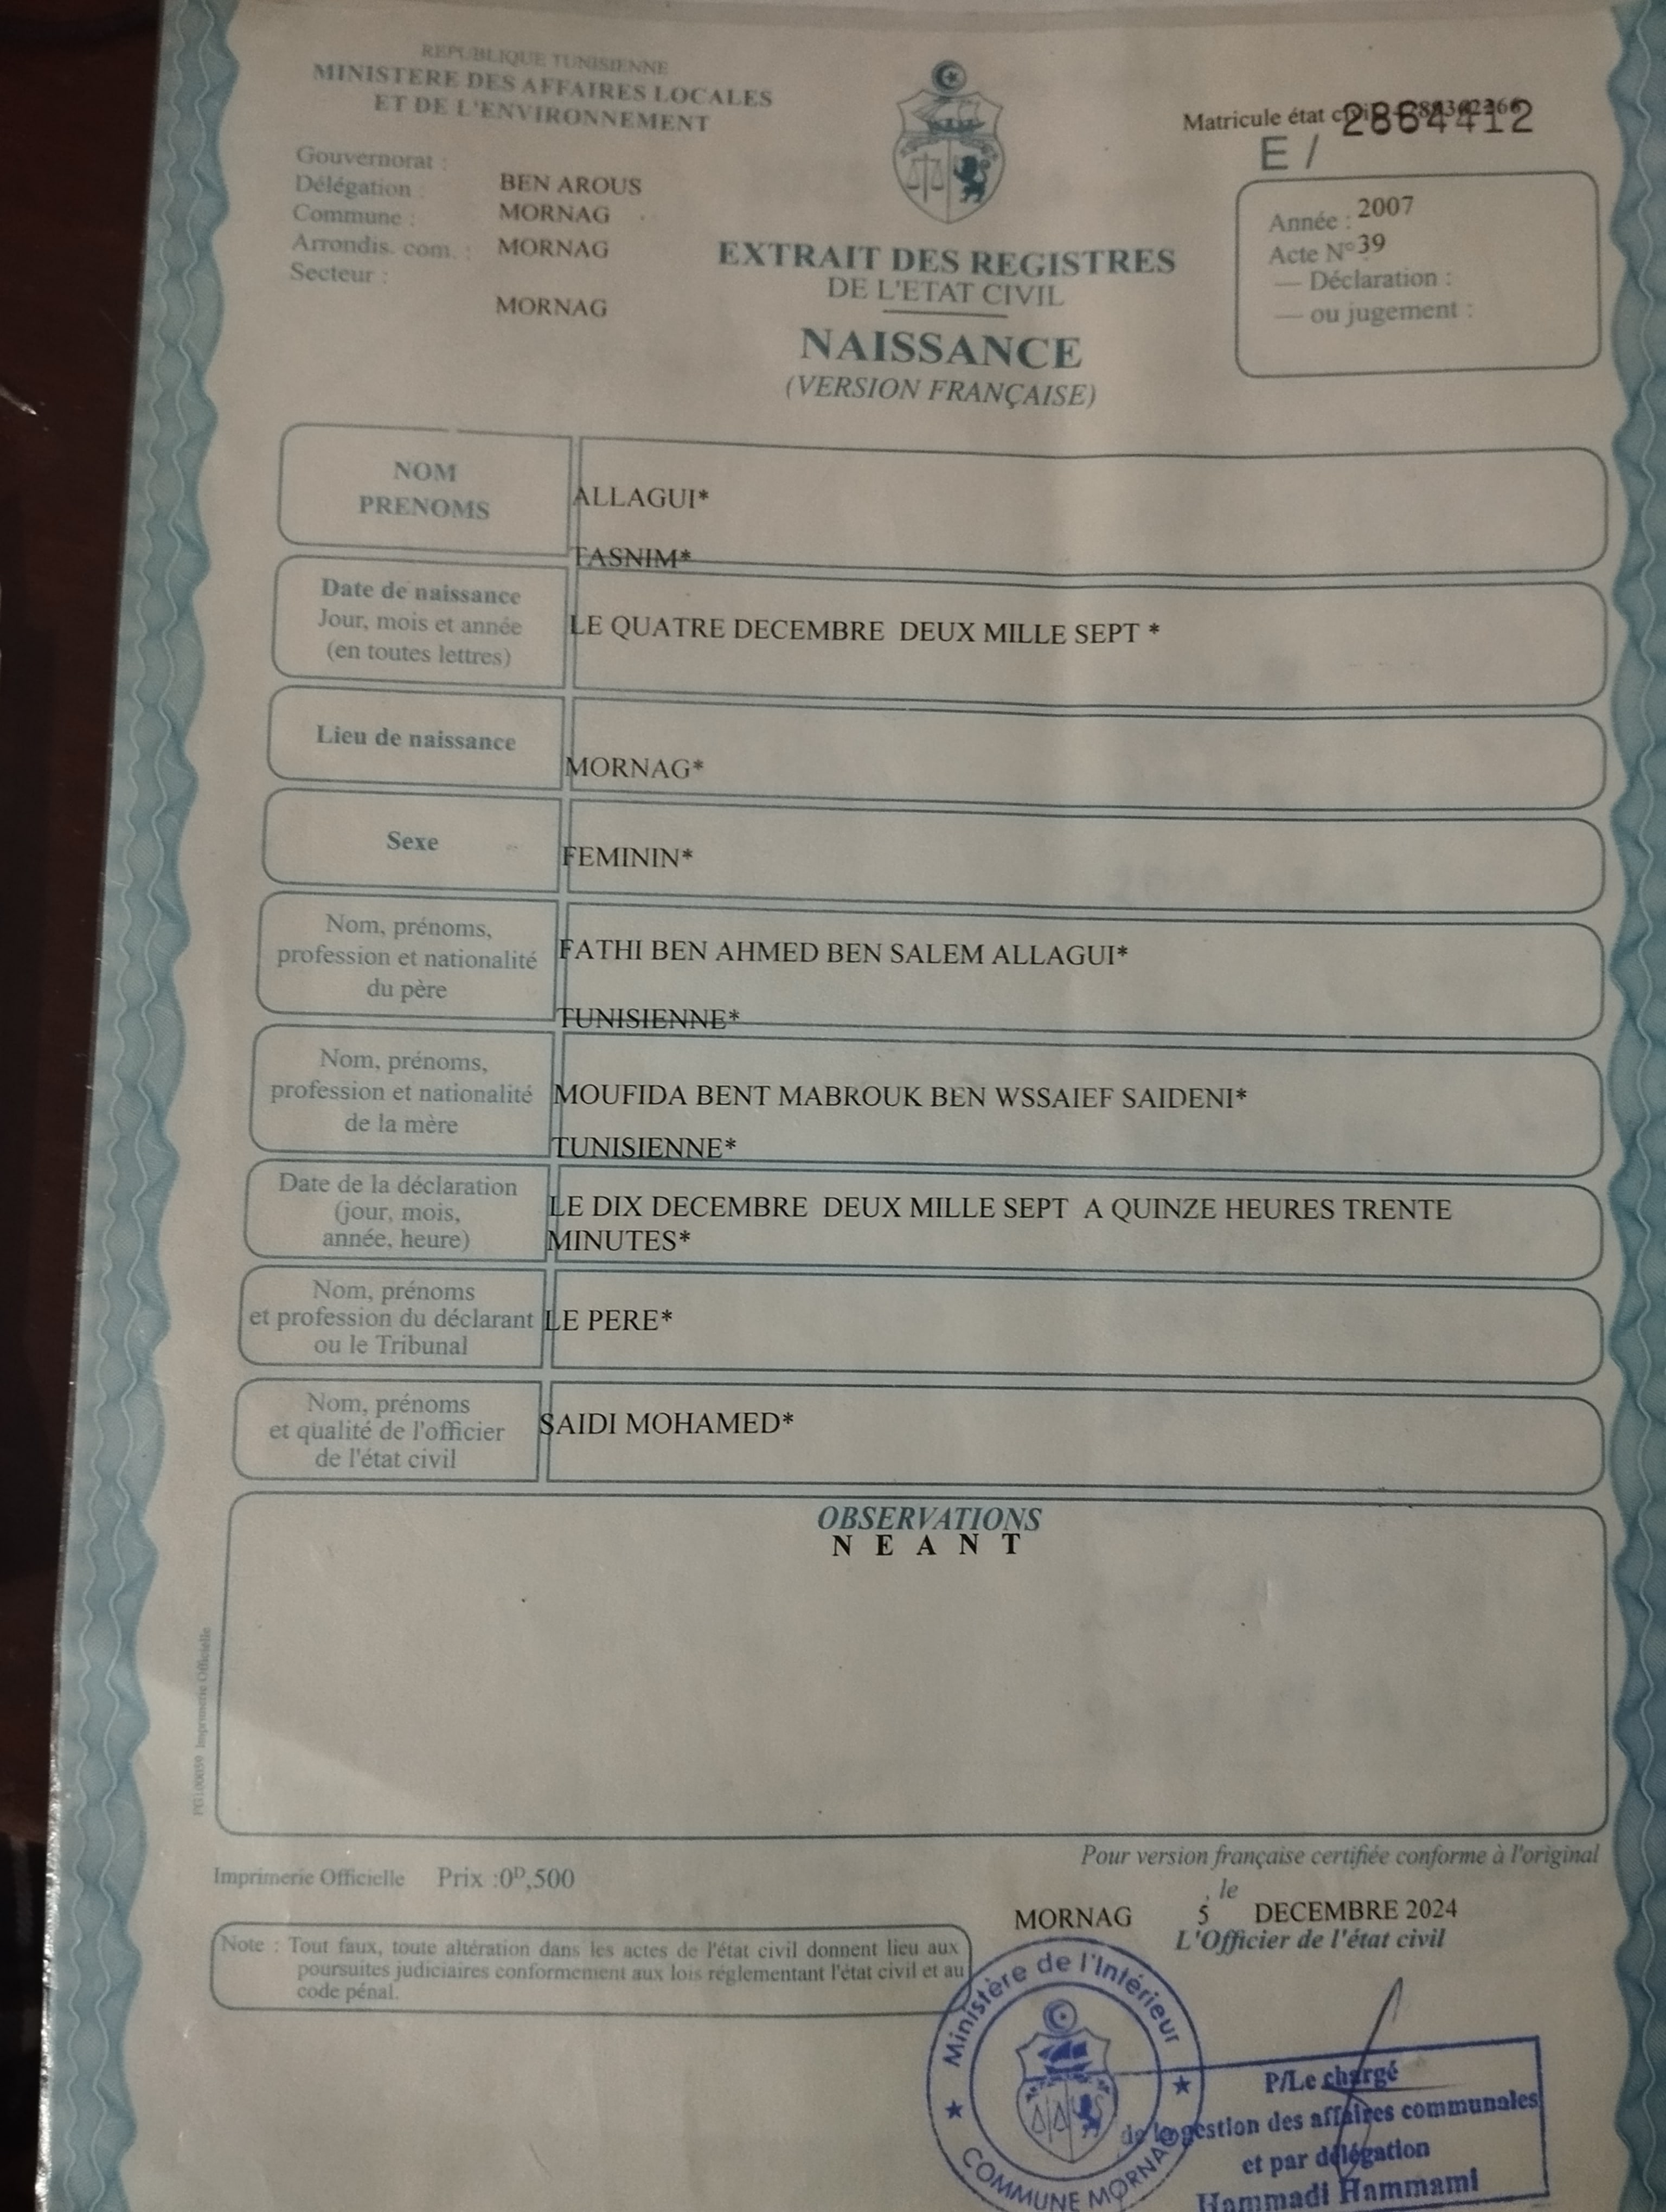 REPUBLIQUE TUNISIENNE
MINISTERE DES AFFAIRES LOCALES
ET DE L'ENVIRONNEMENT
Matricule état
2864412
E /
Gouvernorat :
Délégation :
Commune :
Arrondis. com. :
Secteur :
BEN AROUS
MORNAG
MORNAG
MORNAG
Année : 2007
Acte N° 39
— Déclaration :
— ou jugement :
EXTRAIT DES REGISTRES
DE L'ETAT CIVIL
NAISSANCE
(VERSION FRANÇAISE)
NOM
PRENOMS
ALLAGUI*
TASNIM*
Date de naissance
Jour, mois et année
(en toutes lettres)
LE QUATRE DECEMBRE DEUX MILLE SEPT *
Lieu de naissance
MORNAG*
Sexe
FEMININ*
Nom, prénoms,
profession et nationalité
du père
FATHI BEN AHMED BEN SALEM ALLAGUI*
TUNISIENNE*
Nom, prénoms,
profession et nationalité
de la mère
MOUFIDA BENT MABROUK BEN WSSAIEF SAIDENI*
TUNISIENNE*
Date de la déclaration
(jour, mois,
année, heure)
LE DIX DECEMBRE DEUX MILLE SEPT A QUINZE HEURES TRENTE
MINUTES*
Nom, prénoms
et profession du déclarant
ou le Tribunal
LE PERE*
Nom, prénoms
et qualité de l'officier
de l'état civil
SAIDI MOHAMED*
OBSERVATIONS
N E A N T
Imprimerie Officielle
Pour version française certifiée conforme à l'original
Imprimerie Officielle Prix :0D,500
, le
MORNAG 5 DECEMBRE 2024
L'Officier de l'état civil
Note : Tout faux, toute altération dans les actes de l'état civil donnent lieu aux
poursuites judiciaires conformement aux lois réglementant l'état civil et au
code pénal.
Ministère de l'Intérieur
COMMUNE MORNAG
P/Le chargé
de la gestion des affaires communales
et par délégation
Hammadi Hammami